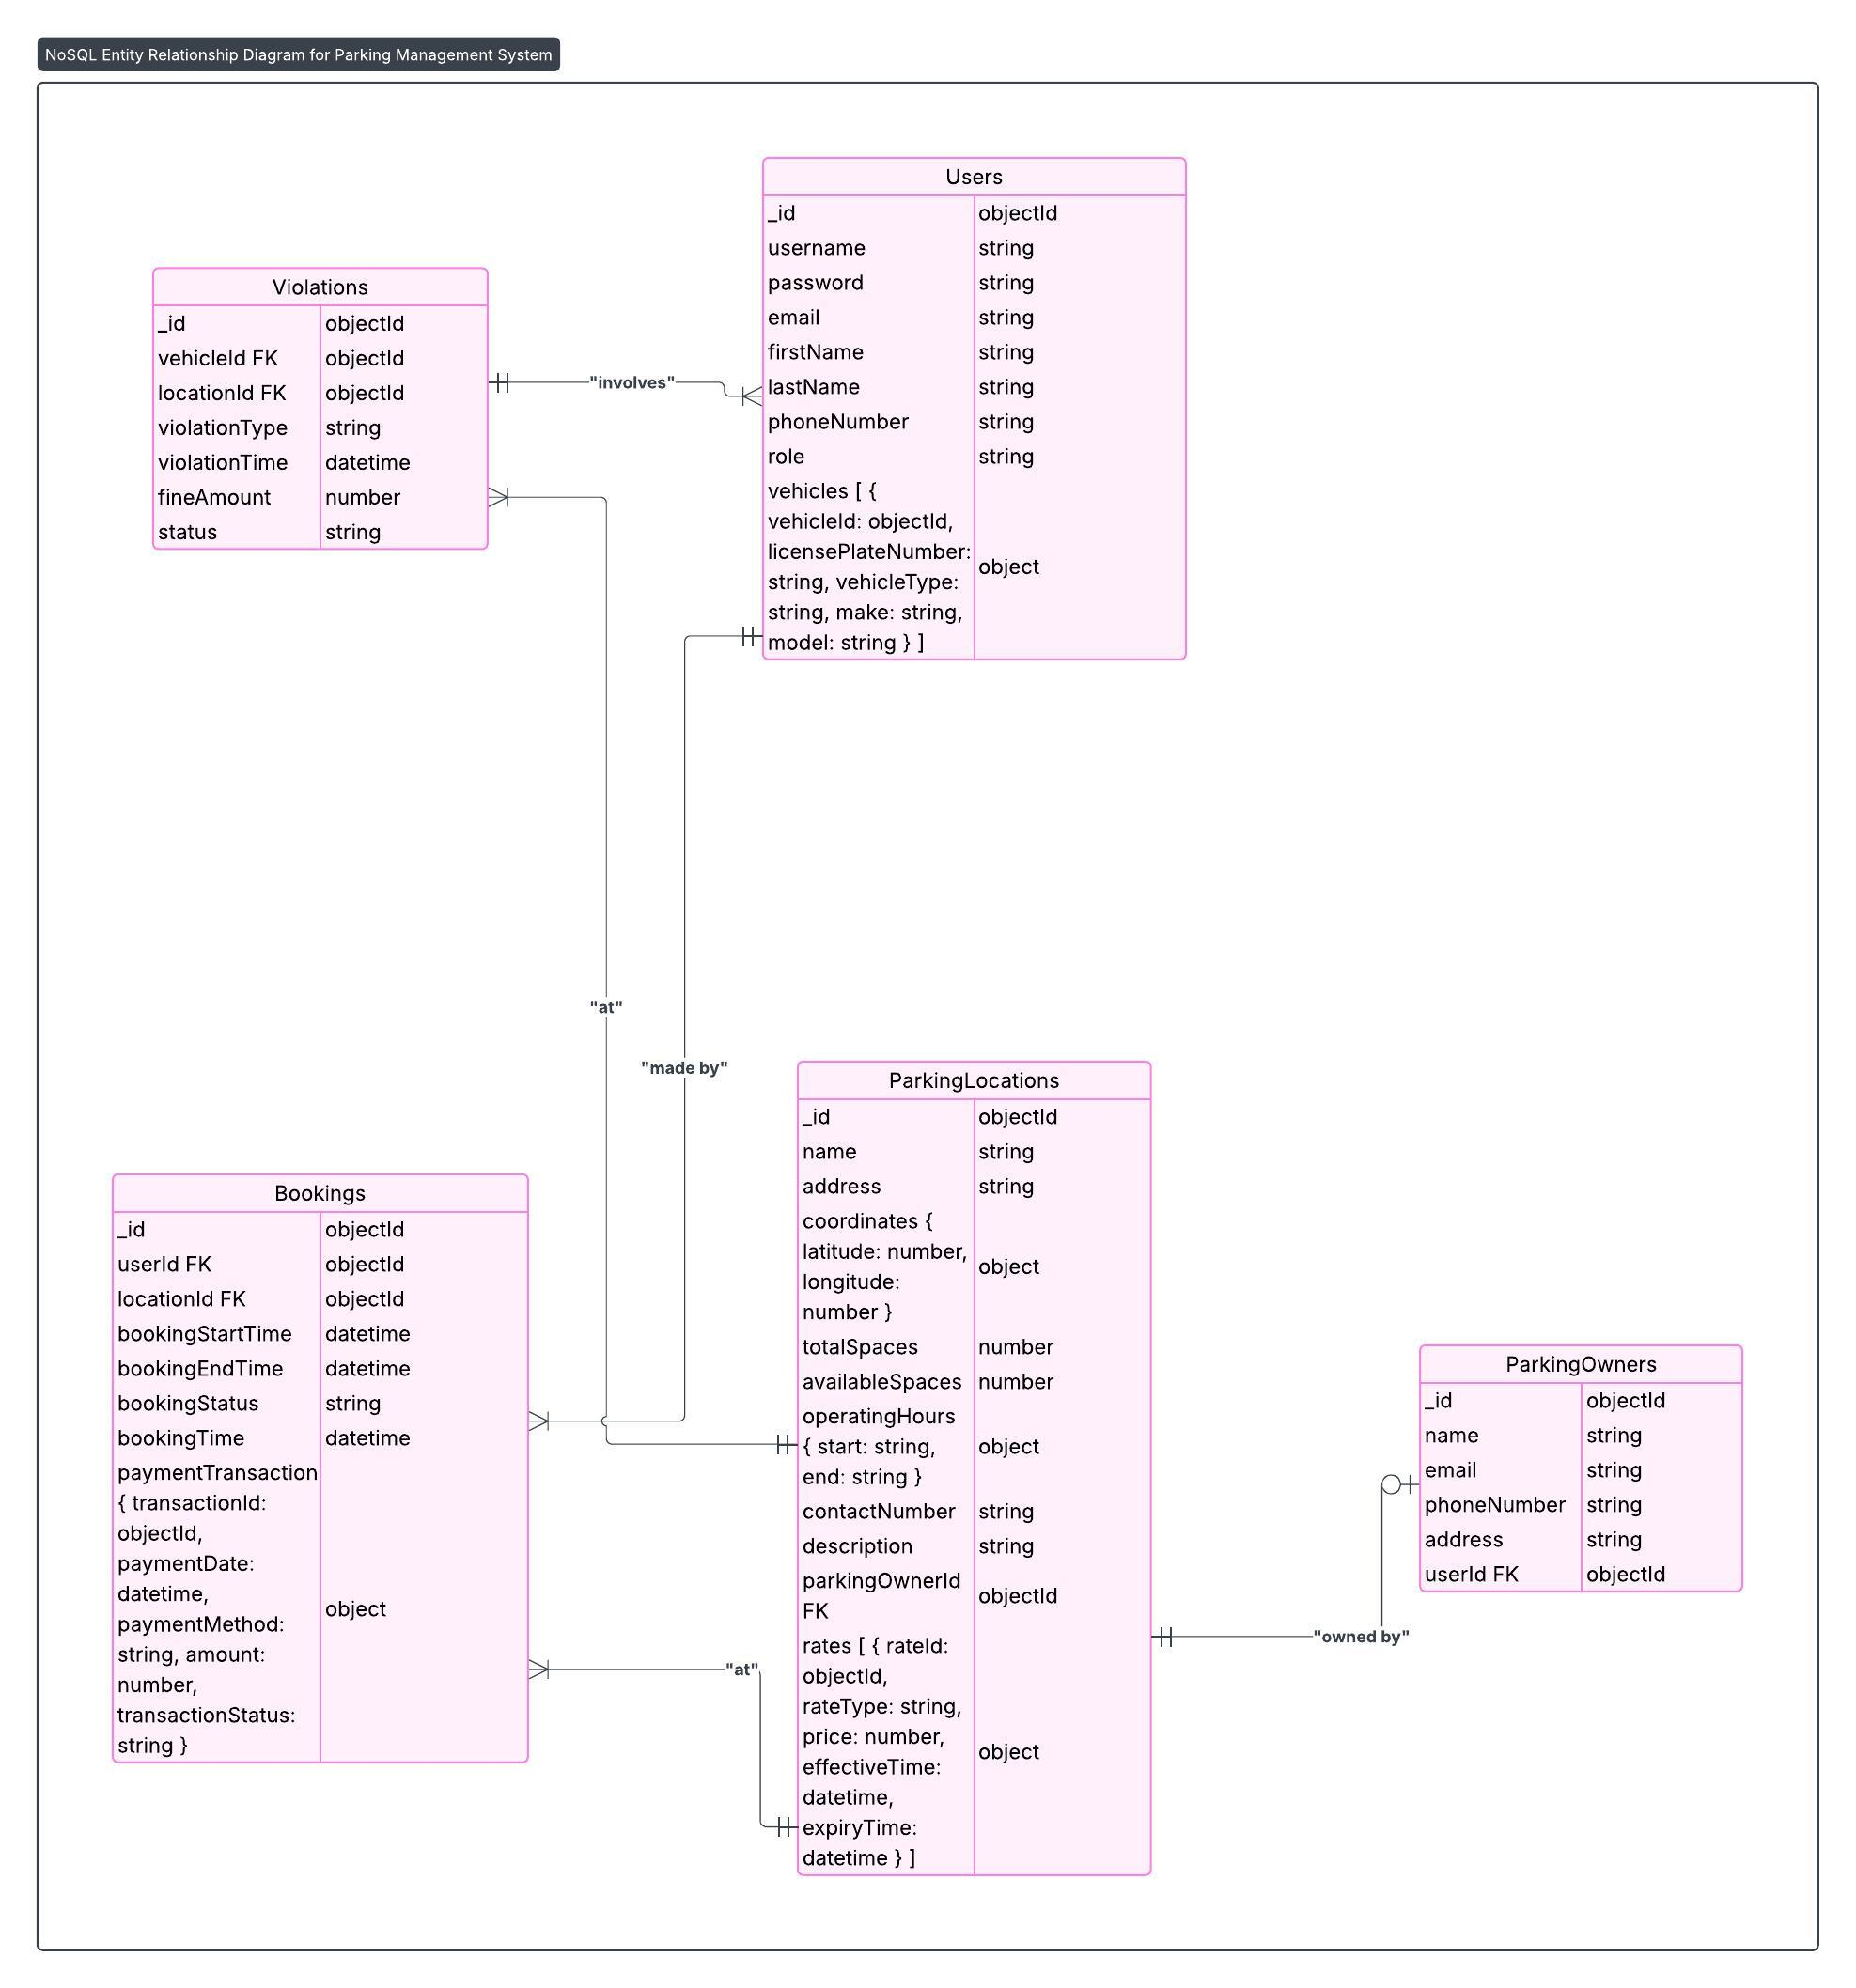 NoSQL Entity Relationship Diagram for Parking Management System
Users
_id objectId
username string
password string
email string
firstName string
lastName string
phoneNumber string
role string
vehicles [ {
vehicleId: objectId,
licensePlateNumber:
string, vehicleType:
string, make: string,
model: string } ]
object
Violations
_id objectId
vehicleId FK objectId
locationId FK objectId
violationType string
violationTime datetime
fineAmount number
status string
"involves"
"at"
"made by"
ParkingLocations
_id objectId
name string
address string
coordinates {
latitude: number,
longitude:
number }
object
totalSpaces number
availableSpaces number
operatingHours
{ start: string,
end: string }
object
contactNumber string
description string
parkingOwnerId
FK
objectId
rates [ { rateId:
objectId,
rateType: string,
price: number,
effectiveTime:
datetime,
expiryTime:
datetime } ]
object
Bookings
_id objectId
userId FK objectId
locationId FK objectId
bookingStartTime datetime
bookingEndTime datetime
bookingStatus string
bookingTime datetime
paymentTransaction
{ transactionId:
objectId,
paymentDate:
datetime,
paymentMethod:
string, amount:
number,
transactionStatus:
string }
object
"at"
ParkingOwners
_id objectId
name string
email string
phoneNumber string
address string
userId FK objectId
"owned by"